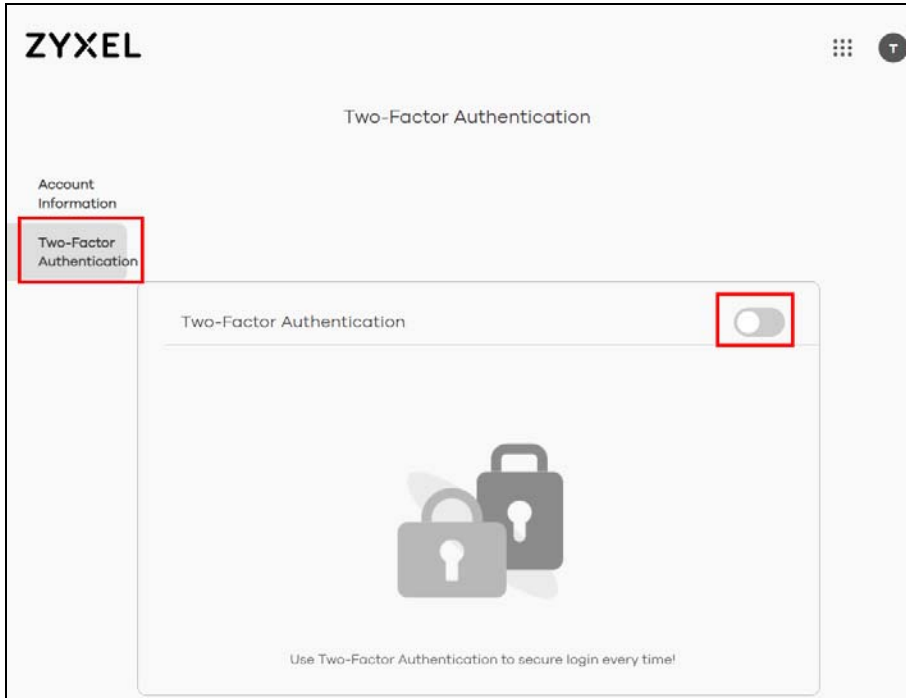 ZYXEL
T
Two-Factor Authentication
Account
Information
Two-Factor
Authentication
Two-Factor Authentication
Use Two-Factor Authentication to secure login every time!